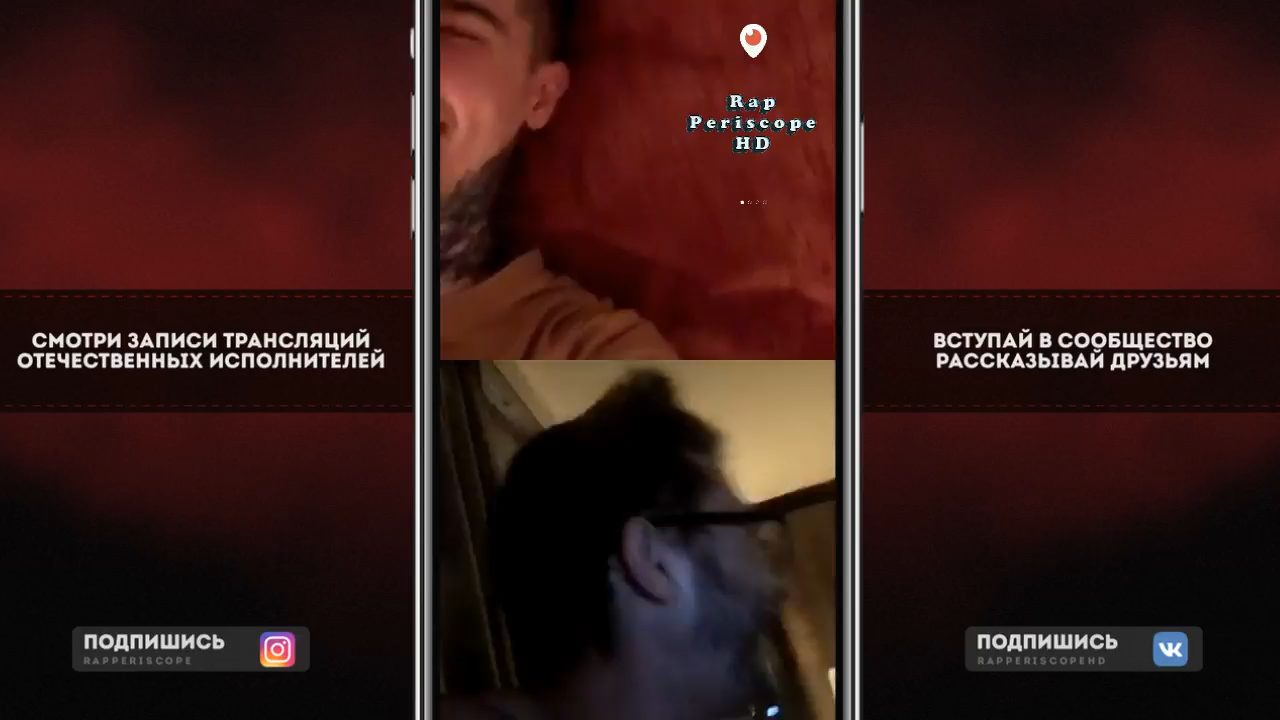 Rap
Periscope
HD
СМОТРИ ЗАПИСИ ТРАНСЛЯЦИЙ
ОТЕЧЕСТВЕННЫХ ИСПОЛНИТЕЛЕЙ
ВСТУПАЙ В СООБЩЕСТВО
РАССКАЗЫВАЙ ДРУЗЬЯМ
ПОДПИШИСЬ
RAPPERISCOPE
ПОДПИШИСЬ
RAPPERISCOPEHD